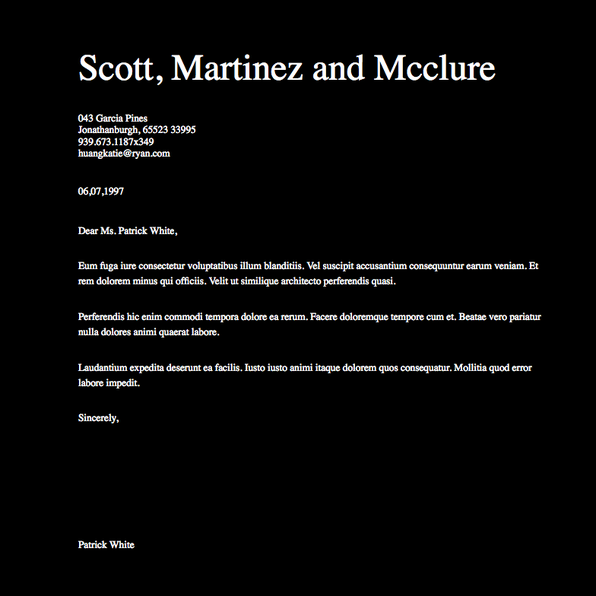 Scott, Martinez and Mcclure
043 Garcia Pines
Jonathanburgh, 65523 33995
939.673.1187x349
huangkatie@ryan.com
06,07,1997
Dear Ms. Patrick White,
Eum fuga iure consectetur voluptatibus illum blanditiis. Vel suscipit accusantium consequuntur earum veniam. Et
rem dolorem minus qui officiis. Velit ut similique architecto perferendis quasi.
Perferendis hic enim commodi tempora dolore ea rerum. Facere doloremque tempore cum et. Beatae vero pariatur
nulla dolores animi quaerat labore.
Laudantium expedita deserunt ea facilis. Iusto iusto animi itaque dolorem quos consequatur. Mollitia quod error
labore impedit.
Sincerely,
Patrick White